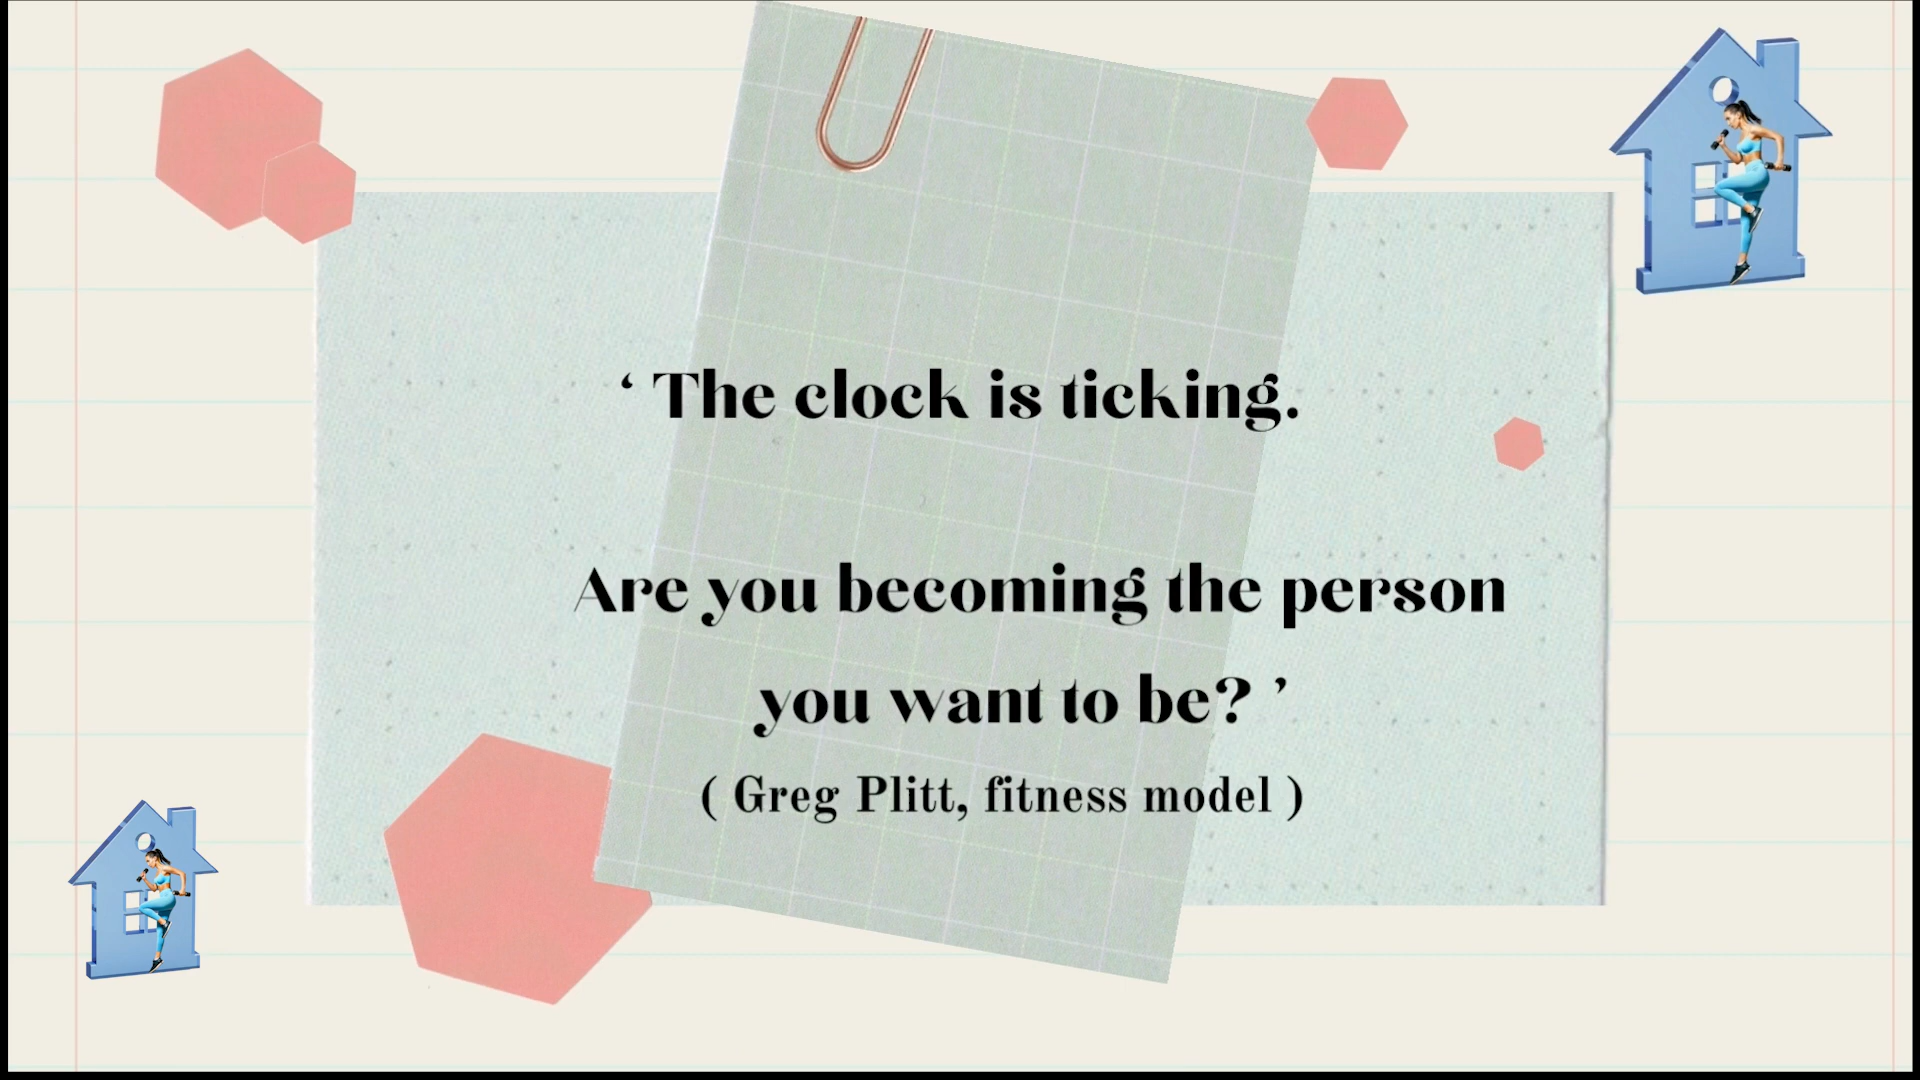 ‘ The clock is ticking.
Are you becoming the person
you want to be? ’
( Greg Plitt, fitness model )